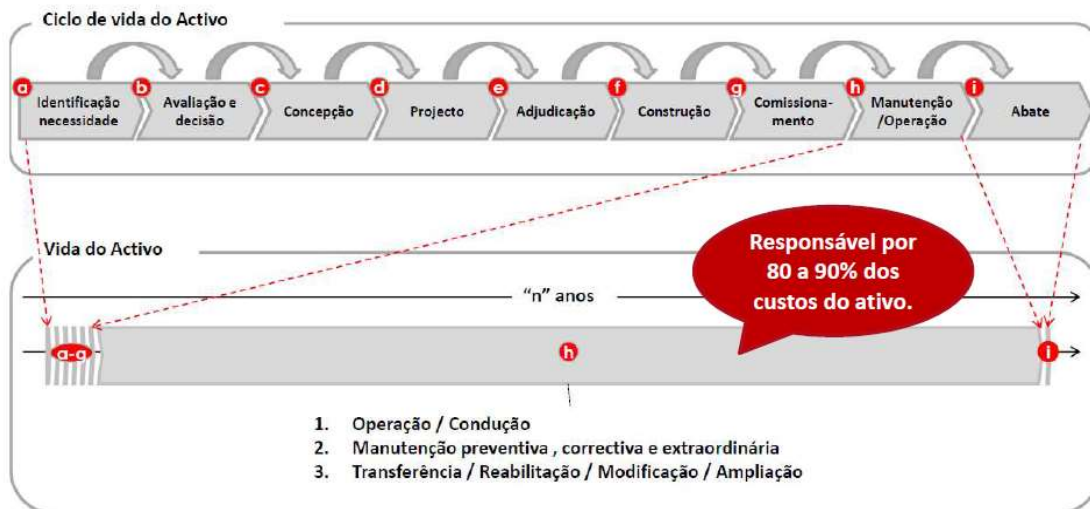 Ciclo de vida do Activo
a
Identificação
necessidade
b
Avaliação e
decisão
c
Concepção
d
Projecto
e
Adjudicação
f
Construção
g
Comissiona-
mento
h
Manutenção
/Operação
i
Abate
Vida do Activo
Responsável por
80 a 90% dos
custos do ativo.
"n" anos
a-g
h
i
1. Operação / Condução
2. Manutenção preventiva , correctiva e extraordinária
3. Transferência / Reabilitação / Modificação / Ampliação